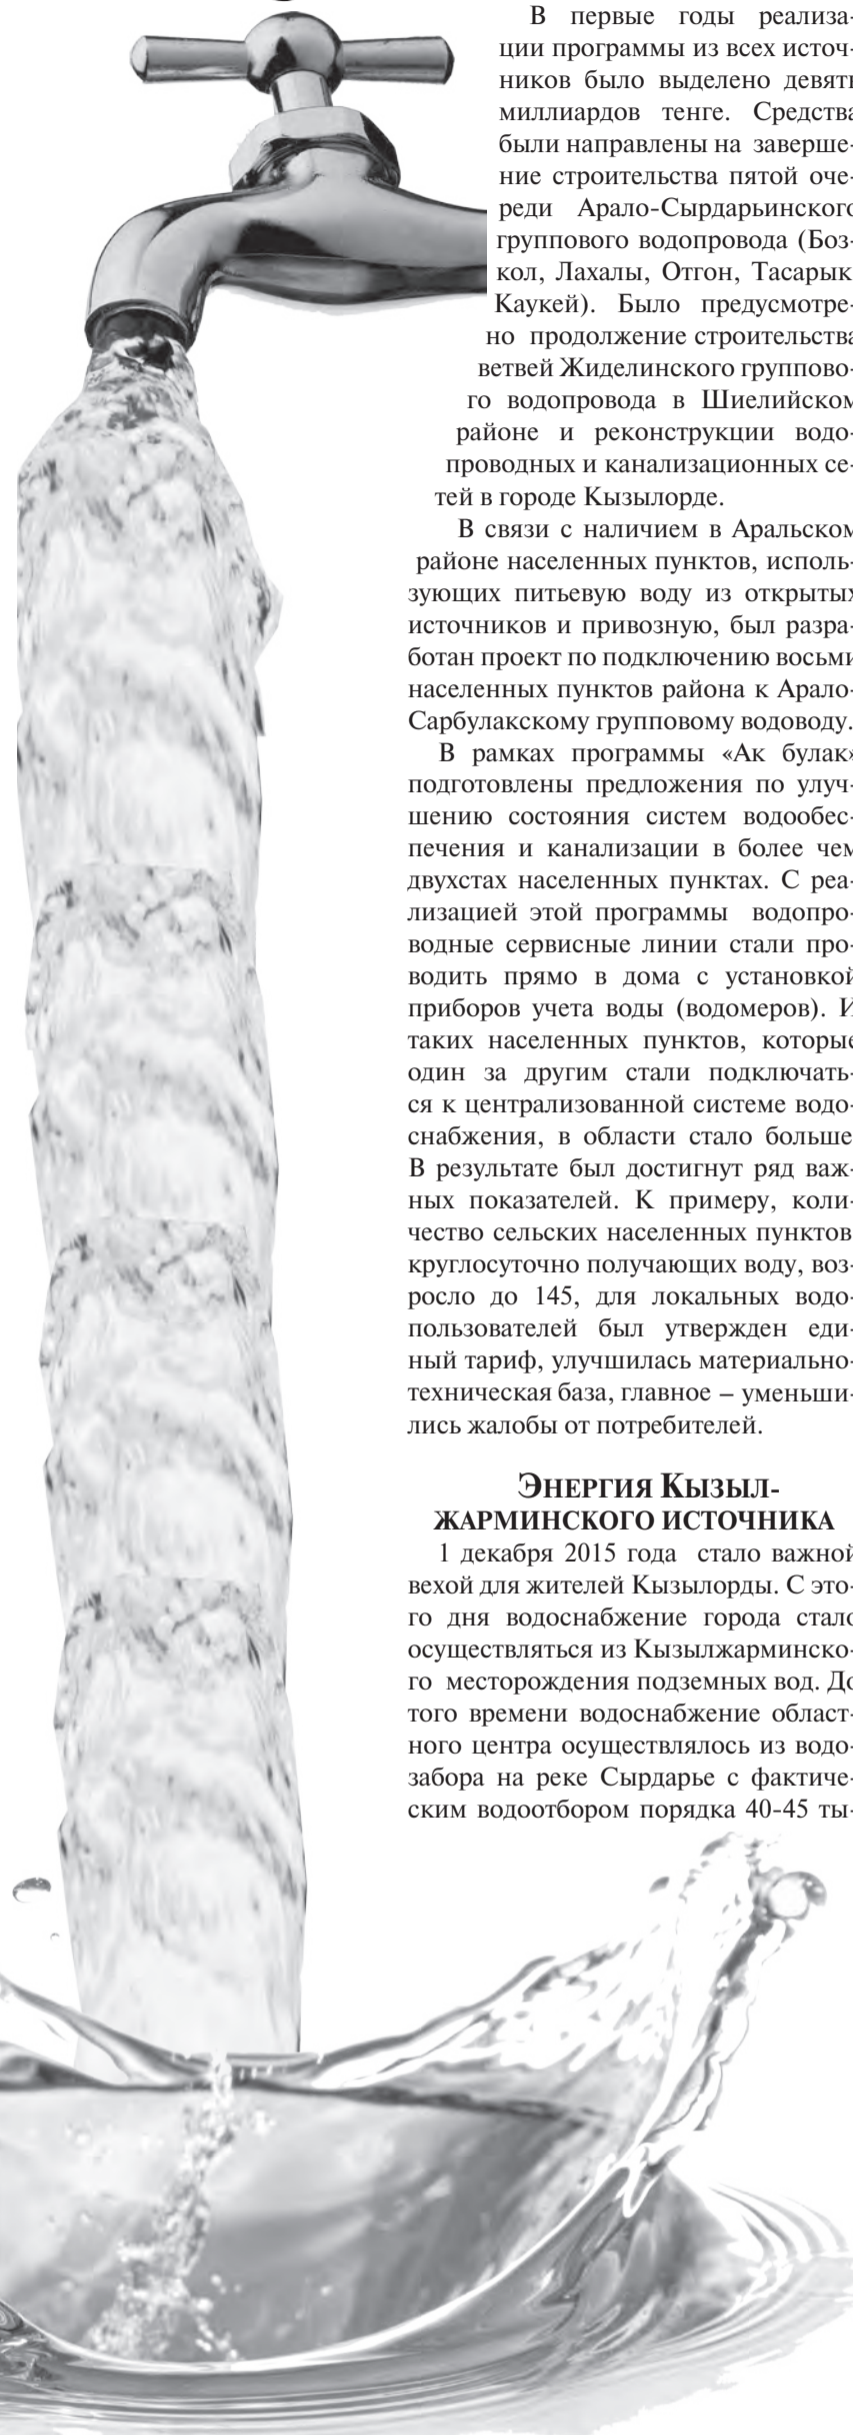 В первые годы реализа-
ции программы из всех источ-
ников было выделено девять
миллиардов тенге. Средства
были направлены на заверше-
ние строительства пятой оче-
реди Арало-Сырдарьинского
группового водопровода (Боз-
кол, Лахалы, Отгон, Тасарык
Каукей). Было предусмотре-
но продолжение строительства
ветвей Жиделинского группово-
го водопровода в Шиелийском
районе и реконструкции водо-
проводных и канализационных се-
тей в городе Кызылорде.
В связи с наличием в Аральском
районе населенных пунктов, исполь-
зующих питьевую воду из открытых
источников и привозную, был разра-
ботан проект по подключению восьми
населенных пунктов района к Арало-
Сарбулакскому групповому водоводу.
В рамках программы «Ак булак»
подготовлены предложения по улуч-
шению состояния систем водообес-
печения и канализации в более чем
двухстах населенных пунктах. С реа-
лизацией этой программы водопро-
водные сервисные линии стали про-
водить прямо в дома с установкой
приборов учета воды (водомеров). И
таких населенных пунктов, которые
один за другим стали подключать-
ся к централизованной системе водо-
снабжения, в области стало больше
В результате был достигнут ряд важ-
ных показателей. К примеру, коли-
чество сельских населенных пунктов
круглосуточно получающих воду, воз-
росло до 145, для локальных водо-
пользователей был утвержден еди-
ный тариф, улучшилась материально-
техническая база, главное – уменьши-
лись жалобы от потребителей.
Энергия Кызыл-
жарминского источника
1 декабря 2015 года стало важной
вехой для жителей Кызылорды. С это-
го дня водоснабжение города стало
осуществляться из Кызылжарминско-
го месторождения подземных вод. До
того времени водоснабжение област-
ного центра осуществлялось из водо-
забора на реке Сырдарье с фактиче-
ским водоотбором порядка 40-45 ты-